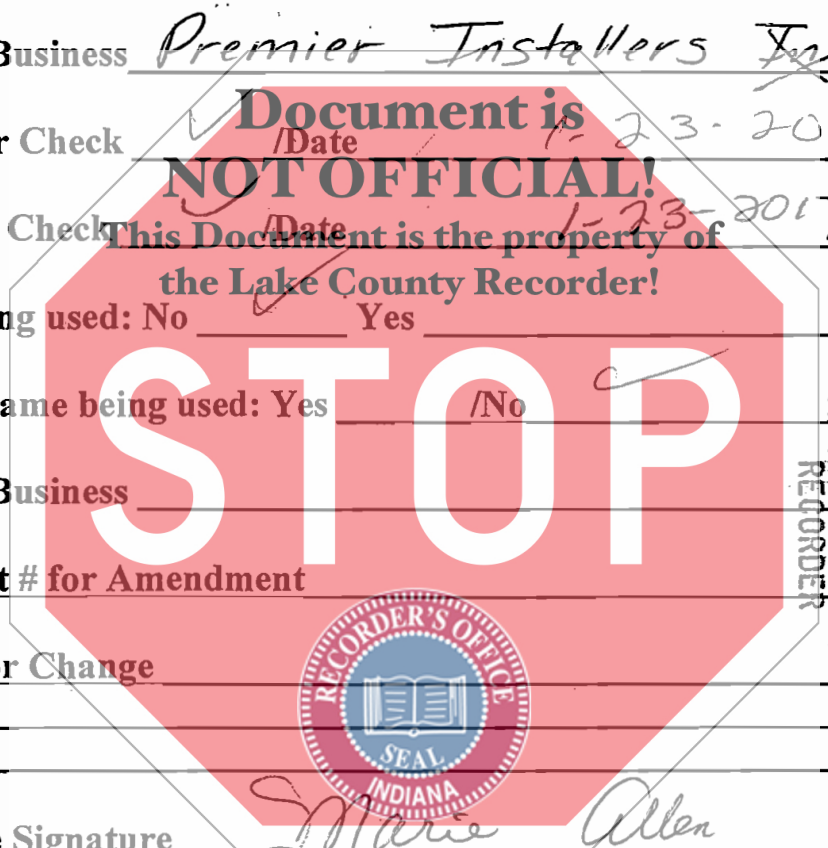 Business Premier Installers In
Document is
r Check /Date 1-23-20
NOT OFFICIAL!
Check /Date 1-23-201
This Document is the property of
the Lake County Recorder!
ng used: No Yes
ame being used: Yes /No
STOP
Business
RECORDER
t # for Amendment
RECORDER'S OFFICE
r Change
SEAL
INDIANA
Signature Marie Allen